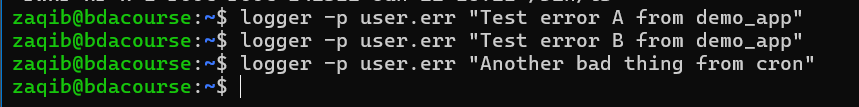 zaqib@bdacourse:~$ logger -p user.err "Test error A from demo_app"
zaqib@bdacourse:~$ logger -p user.err "Test error B from demo_app"
zaqib@bdacourse:~$ logger -p user.err "Another bad thing from cron"
zaqib@bdacourse:~$